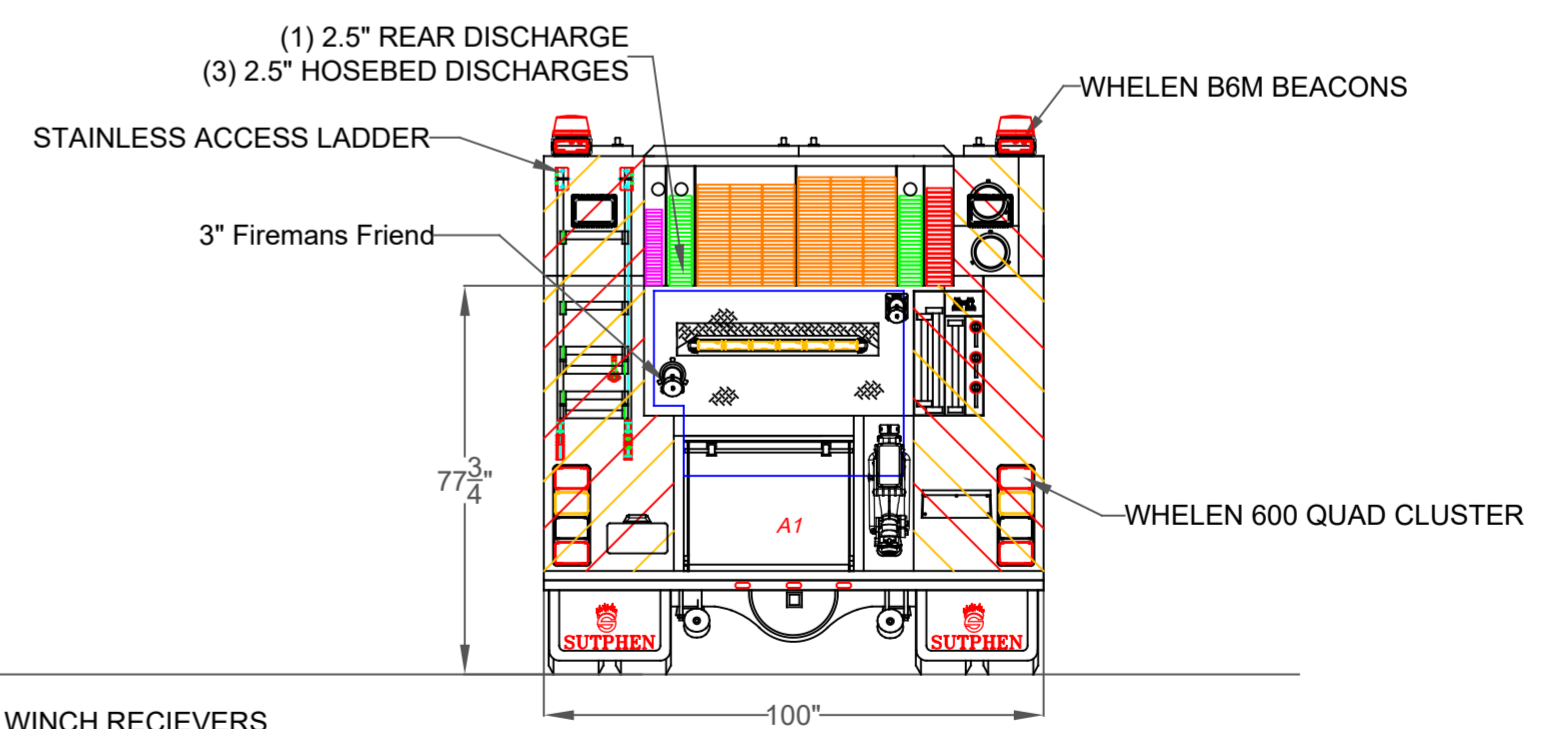 (1) 2.5" REAR DISCHARGE
(3) 2.5" HOSEBED DISCHARGES
WHELEN B6M BEACONS
STAINLESS ACCESS LADDER
3" Firemans Friend
77 3/4"
WHELEN 600 QUAD CLUSTER
A1
SUTPHEN
SUTPHEN
100"
WINCH RECIEVERS